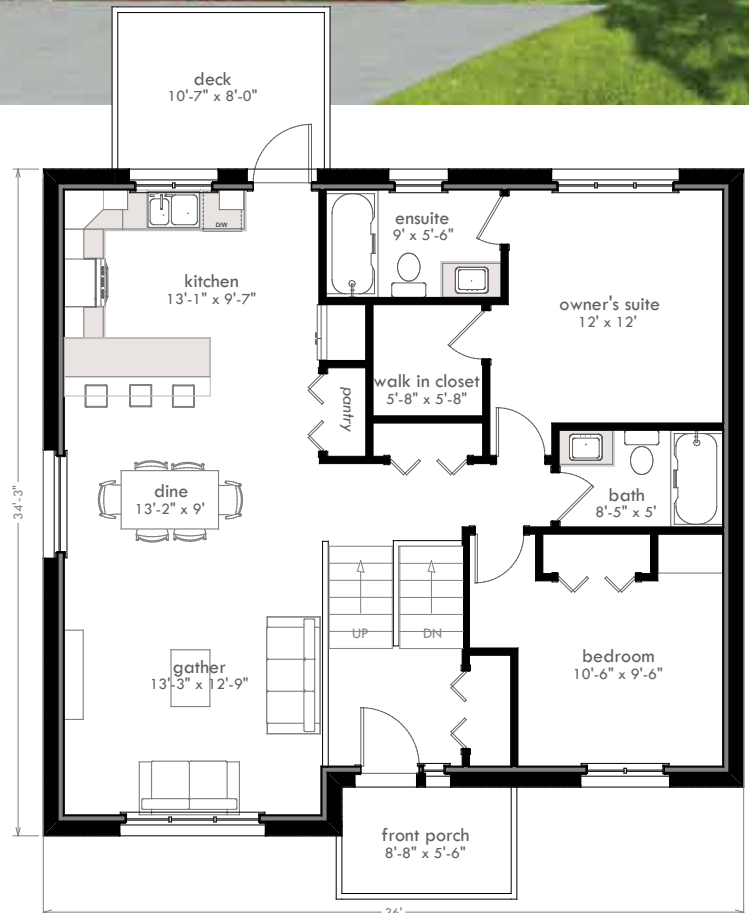 deck
10'-7" x 8'-0"
D/W
ensuite
9' x 5'-6"
kitchen
13'-1" x 9'-7"
owner's suite
12' x 12'
walk in closet
5'-8" x 5'-8"
pantry
dine
13'-2" x 9'
bath
8'-5" x 5'
34'-3"
UP
DN
gather
13'-3" x 12'-9"
bedroom
10'-6" x 9'-6"
front porch
8'-8" x 5'-6"